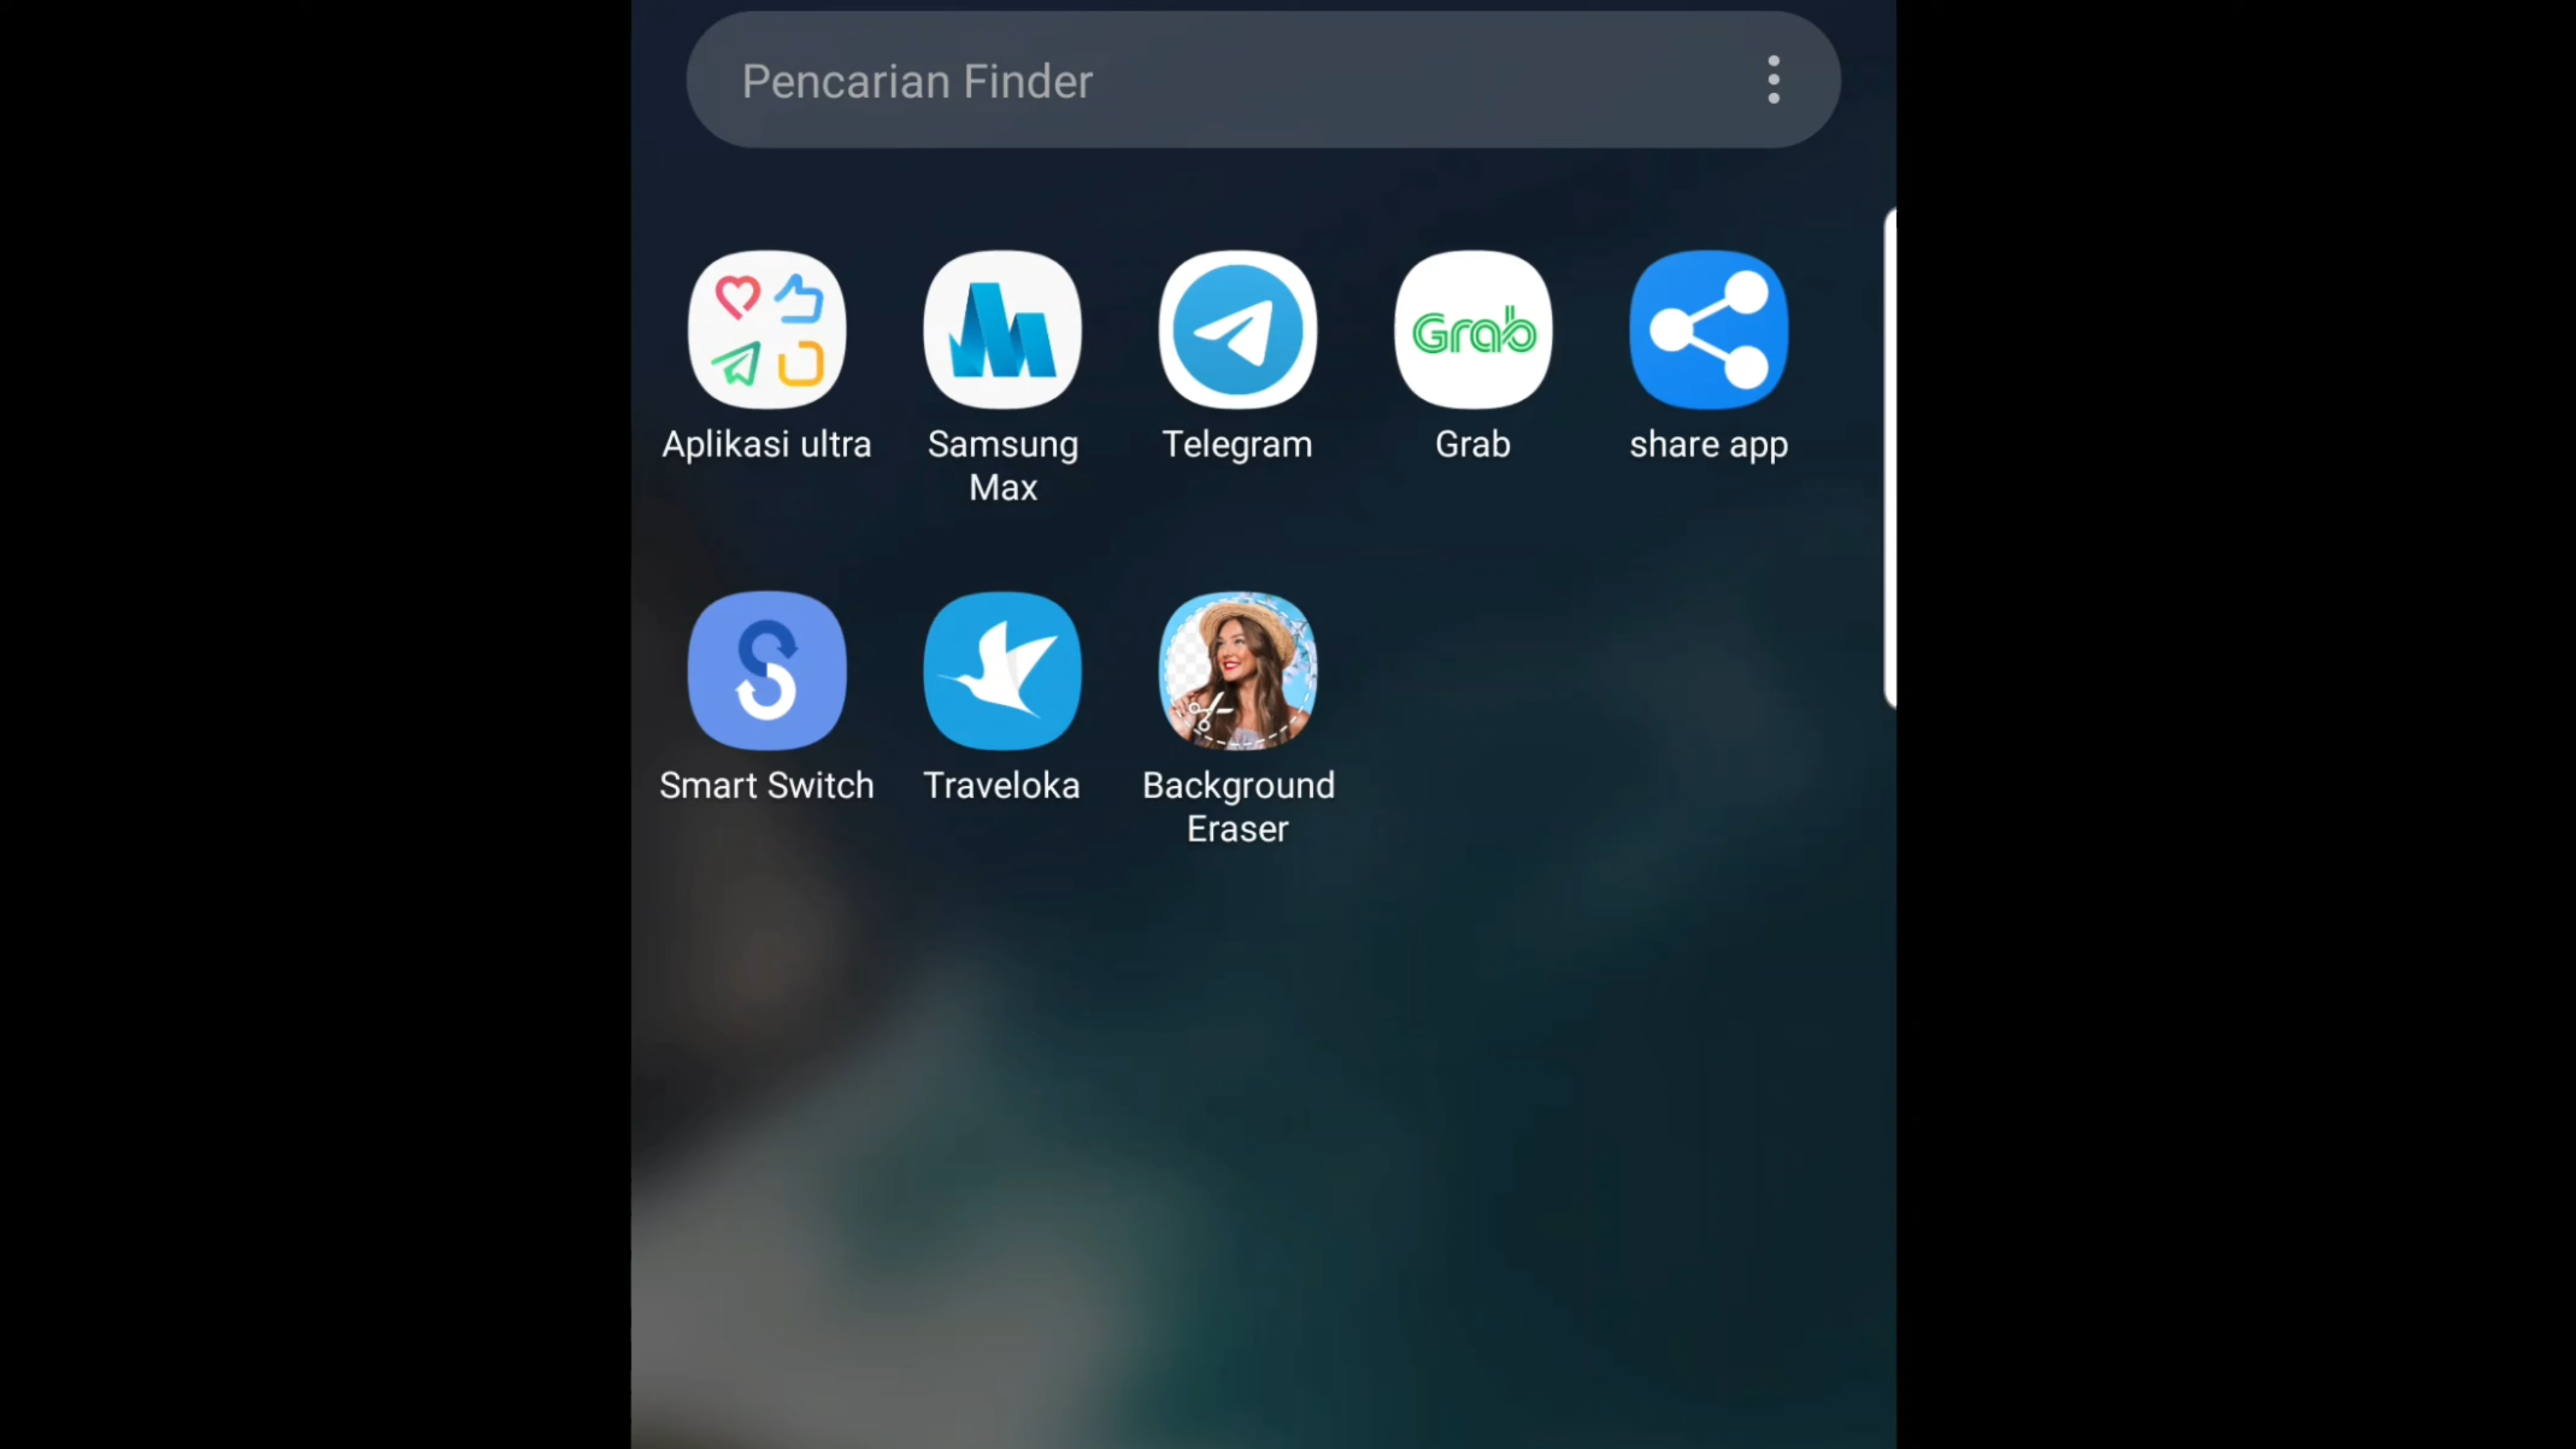 Pencarian Finder
Grab
Aplikasi ultra
Samsung
Max
Telegram
Grab
share app
Smart Switch
Traveloka
Background
Eraser